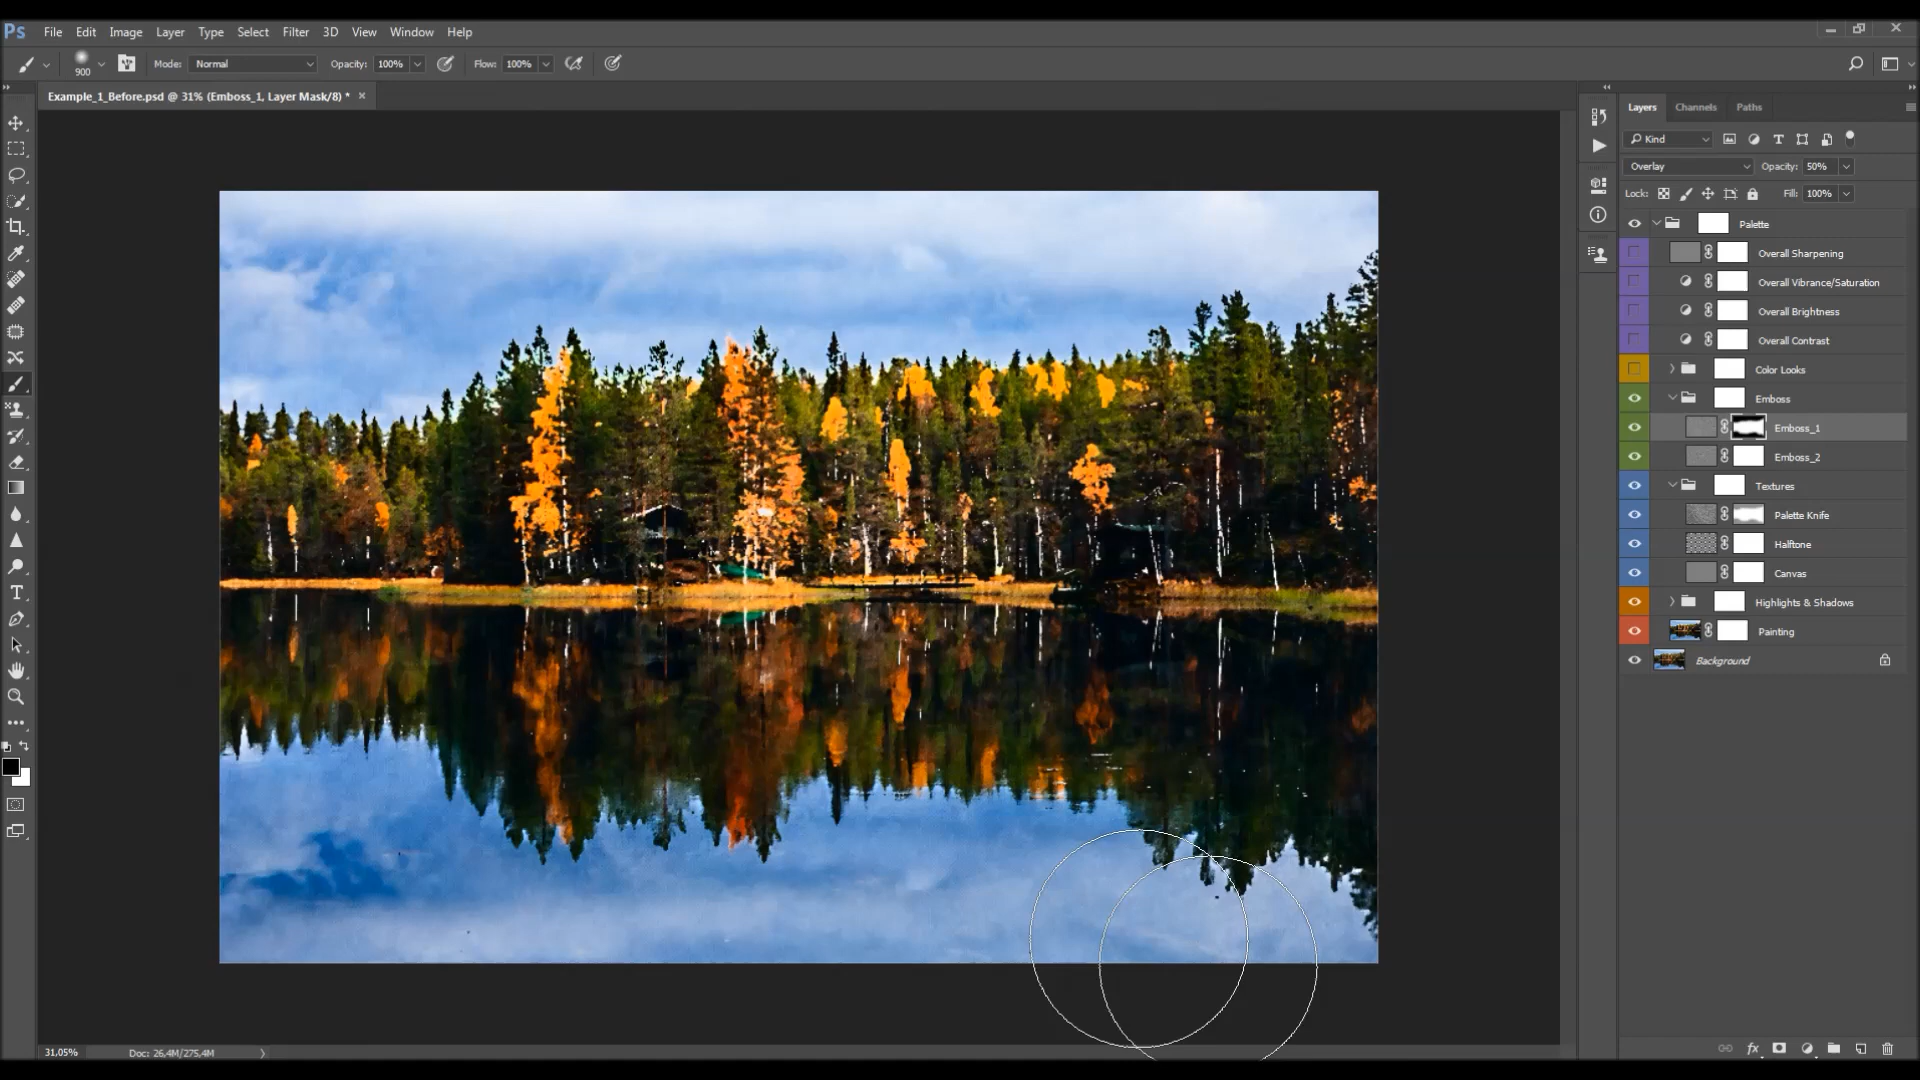 Ps File Edit Image Layer Type Select Filter 3D View Window Help
900 Mode: Normal Opacity: 100% Flow: 100%
Example_1_Before.psd @ 31% (Emboss_1, Layer Mask/8) *
Layers Channels Paths
Kind
Overlay Opacity: 50%
Lock: Fill: 100%
Palette
Overall Sharpening
Overall Vibrance/Saturation
Overall Brightness
Overall Contrast
Color Looks
Emboss
Emboss_1
Emboss_2
Textures
Palette Knife
Halftone
Canvas
Highlights & Shadows
Painting
Background
31,05% Doc: 26,4M/275,4M
fx